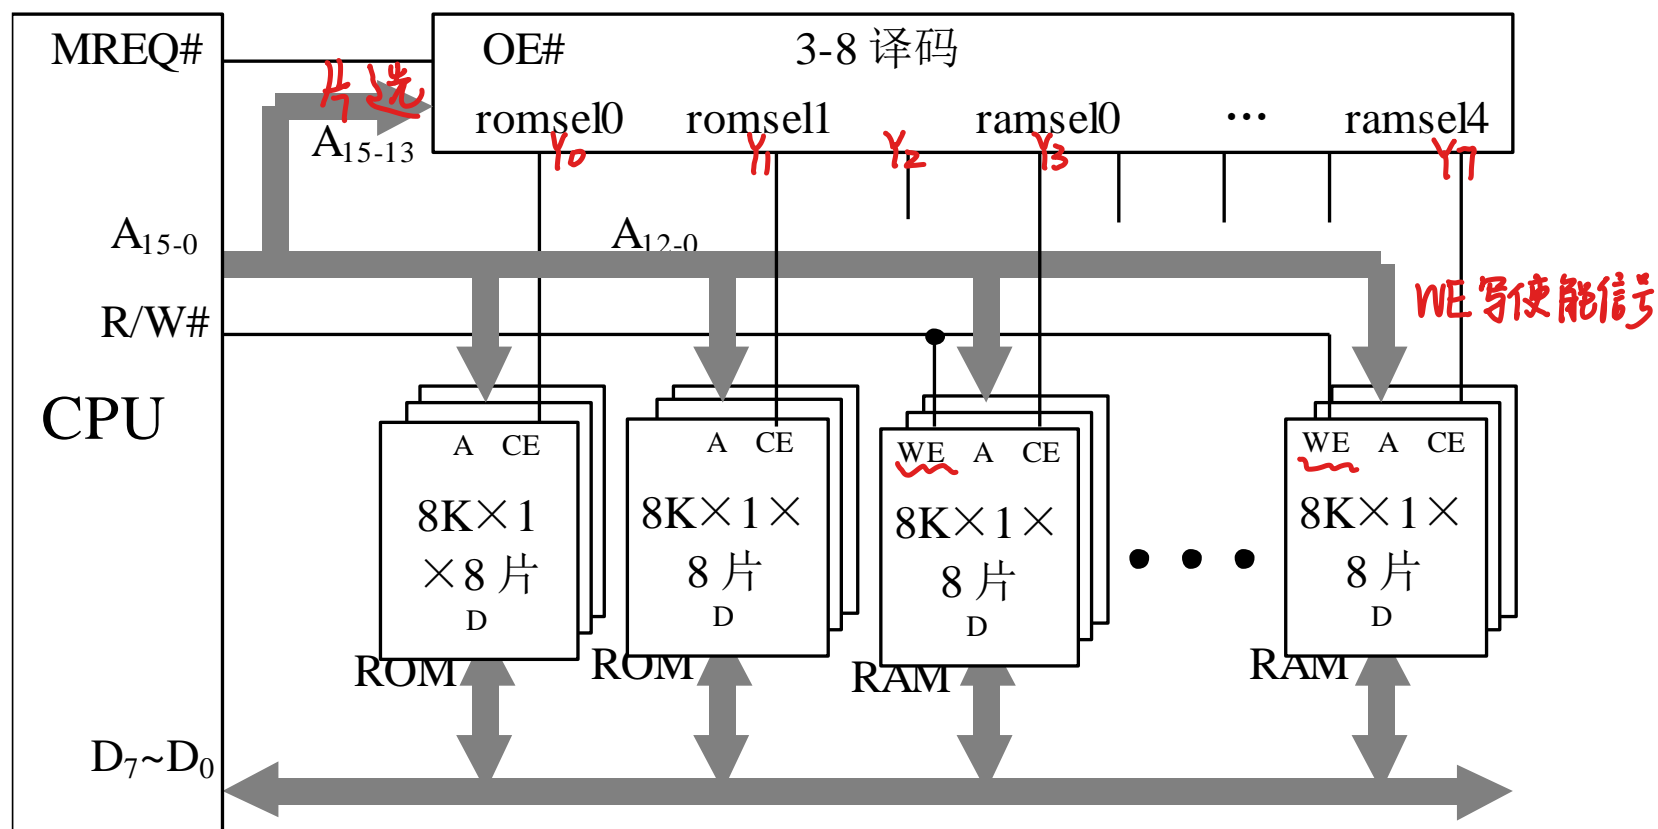 MREQ#
OE#
3-8 译码
片选
romsel0
romsel1
ramsel0
...
ramsel4
A15-13
Y0
Y1
Y2
Y3
Y7
A15-0
A12-0
R/W#
WE 写使能信号
CPU
A CE
A CE
WE A CE
WE A CE
8K×1
×8 片
D
8K×1×
8 片
D
8K×1×
8 片
D
8K×1×
8 片
D
ROM
ROM
RAM
RAM
D7~D0